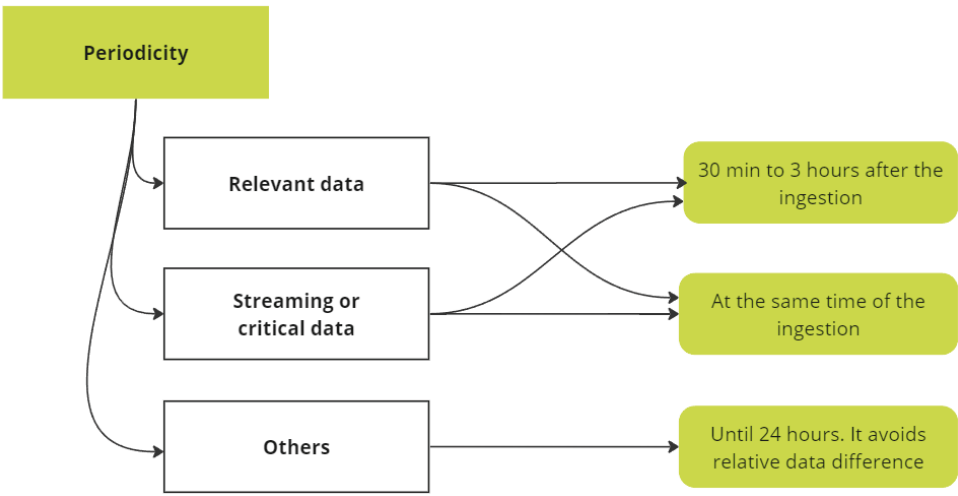 Periodicity
Relevant data
30 min to 3 hours after the
ingestion
Streaming or
critical data
At the same time of the
ingestion
Others
Until 24 hours. It avoids
relative data difference